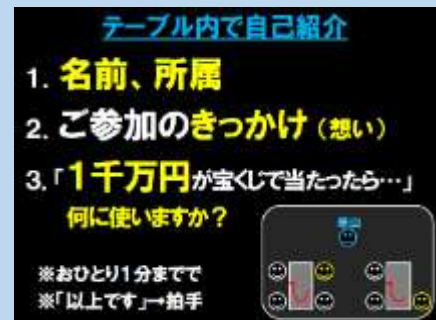 テーブル内で自己紹介
1. 名前、所属
2. ご参加のきっかけ（想い）
3.「1千万円が宝くじで当たったら…」
何に使いますか？
※おひとり1分までで
※「以上です」→拍手